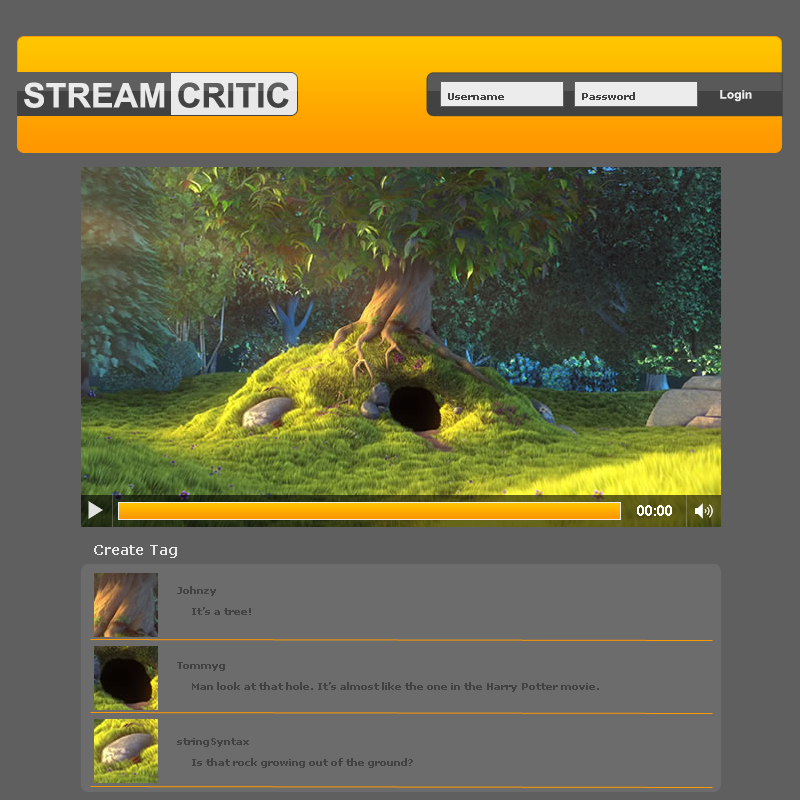 STREAM CRITIC
Username Password Login
00:00
Create Tag
Johnzy
It's a tree!
Tommyg
Man look at that hole. It's almost like the one in the Harry Potter movie.
stringSyntax
Is that rock growing out of the ground?